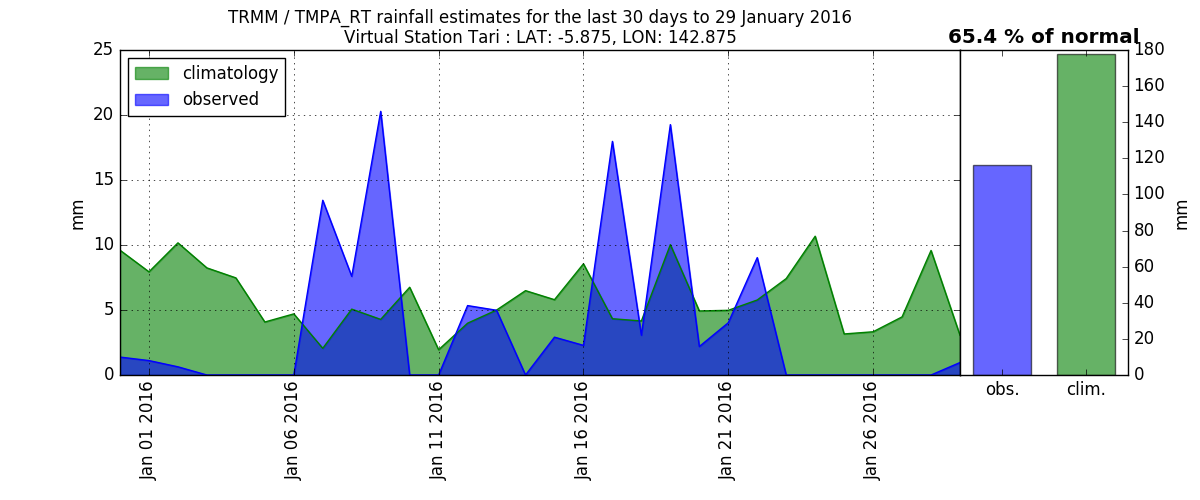 TRMM / TMPA_RT rainfall estimates for the last 30 days to 29 January 2016
Virtual Station Tari : LAT: -5.875, LON: 142.875
65.4 % of normal
climatology
observed
mm
25
20
15
10
5
0
Jan 01 2016
Jan 06 2016
Jan 11 2016
Jan 16 2016
Jan 21 2016
Jan 26 2016
obs.
clim.
180
160
140
120
100
80
60
40
20
0
mm